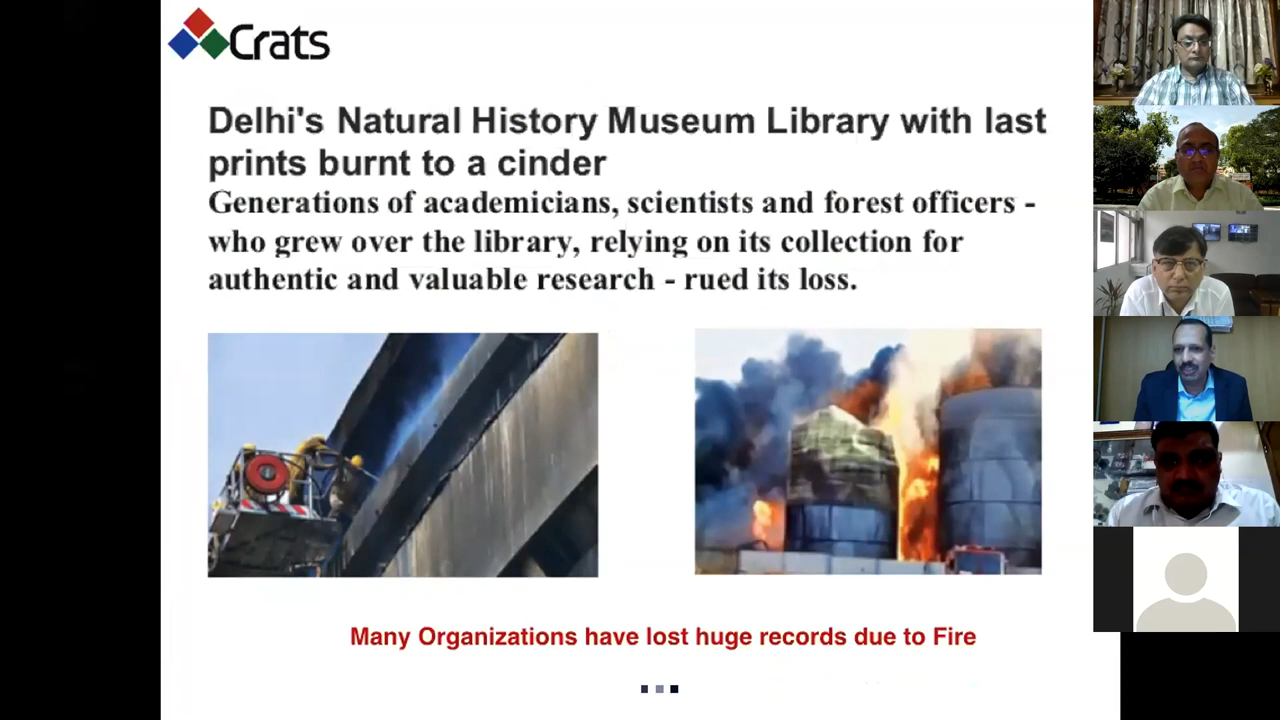 Crats
Delhi's Natural History Museum Library with last
prints burnt to a cinder
Generations of academicians, scientists and forest officers -
who grew over the library, relying on its collection for
authentic and valuable research - rued its loss.
Many Organizations have lost huge records due to Fire